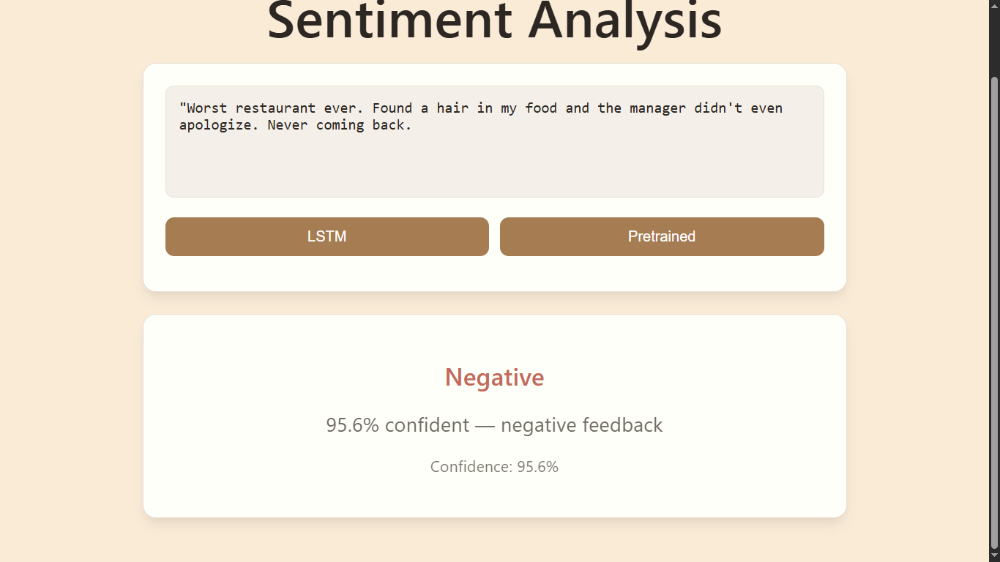 Sentiment Analysis
"Worst restaurant ever. Found a hair in my food and the manager didn't even
apologize. Never coming back.
LSTM
Pretrained
Negative
95.6% confident — negative feedback
Confidence: 95.6%